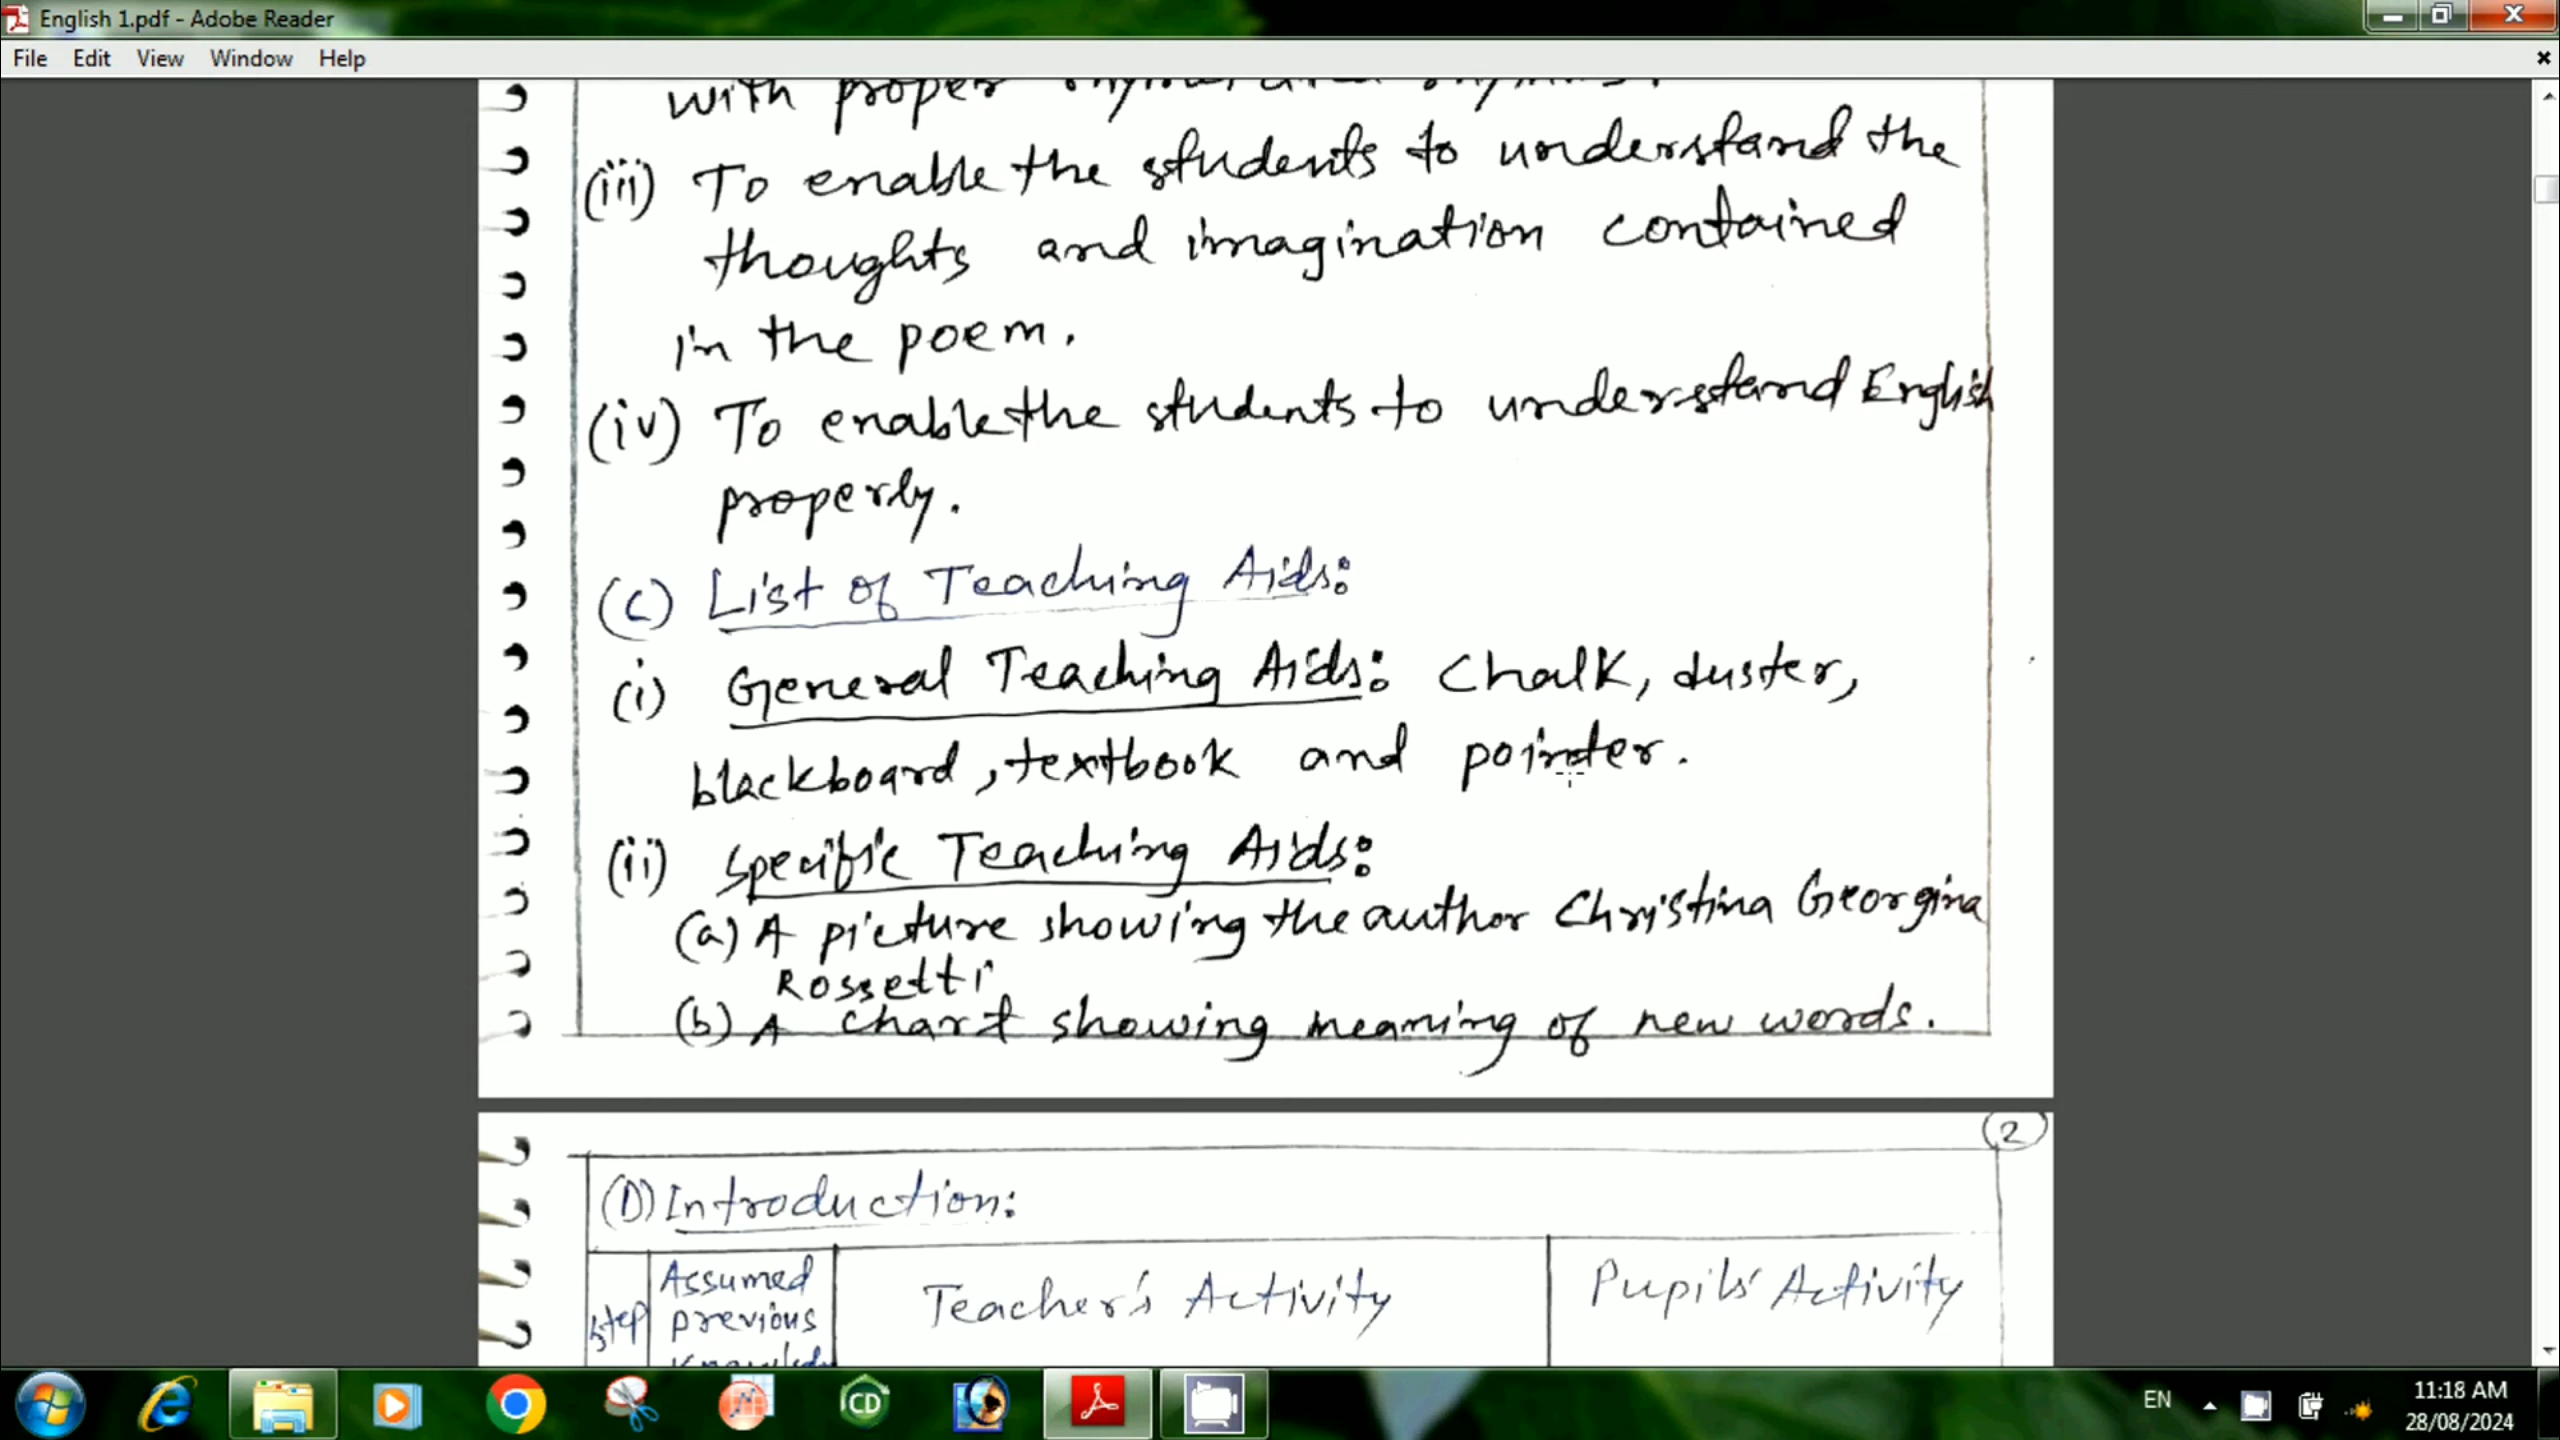 English 1.pdf - Adobe Reader
File Edit View Window Help
with proper
(iii) To enable the students to understand the
thoughts and imagination contained
in the poem.
(iv) To enable the students to understand English
properly.
(C) List of Teaching Aids:
(i) General Teaching Aids: Chalk, duster,
blackboard, textbook and pointer.
(ii) Specific Teaching Aids:
(a) A picture showing the author Christina Georgina
Rossetti
(b) A chart showing meaning of new words.
2
(D) Introduction:
Step
Assumed
previous
Teacher's Activity
Pupils' Activity
CD
EN
11:18 AM
28/08/2024